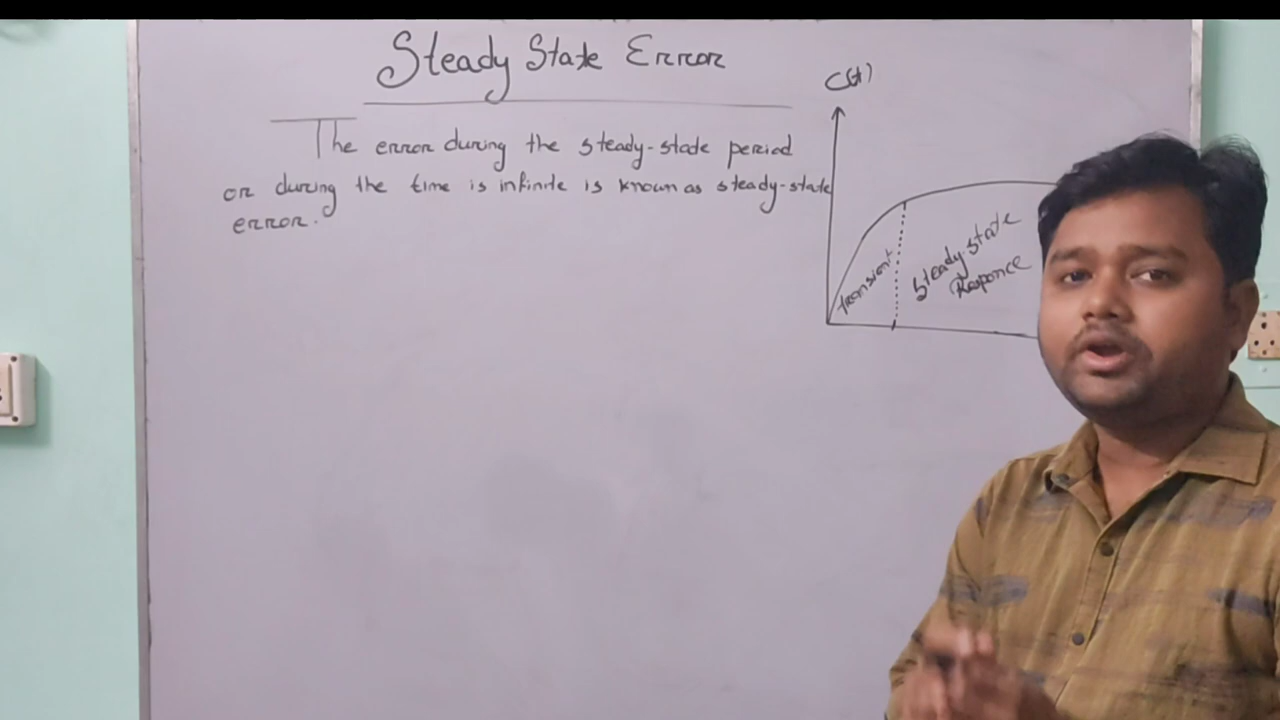 Steady State Error
The error during the steady-state period
or during the time is infinite is known as steady-state
error.
C(t)
transient
Steady-state
Responce